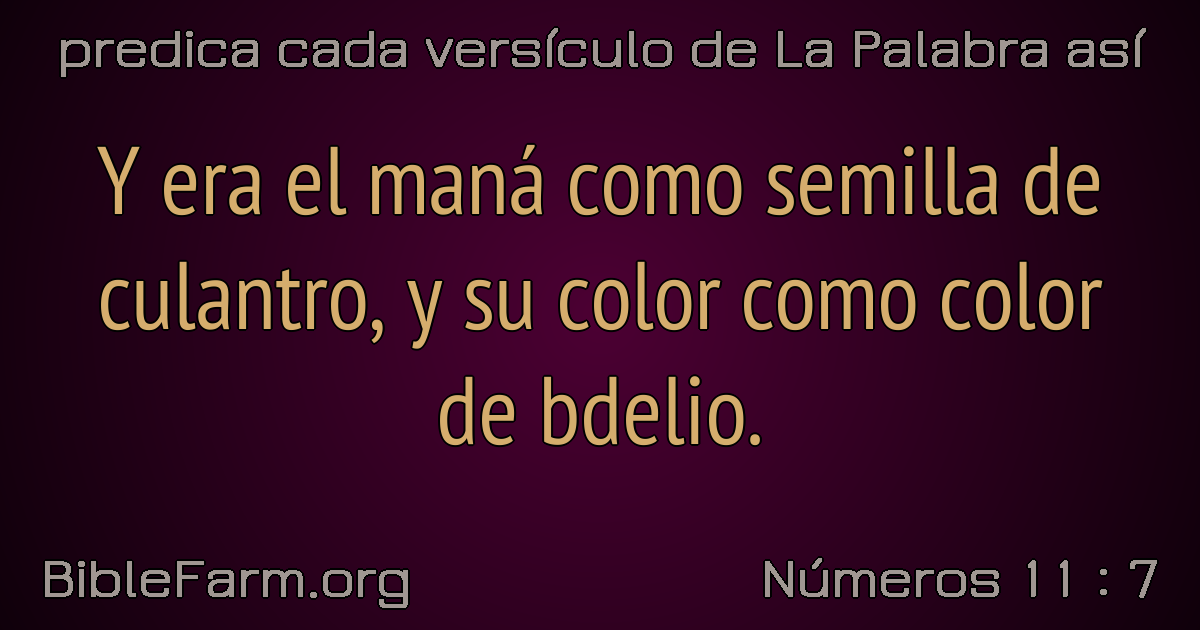 predica cada versículo de La Palabra así
Y era el maná como semilla de
culantro, y su color como color
de bdelio.
BibleFarm.org
Números 11 : 7